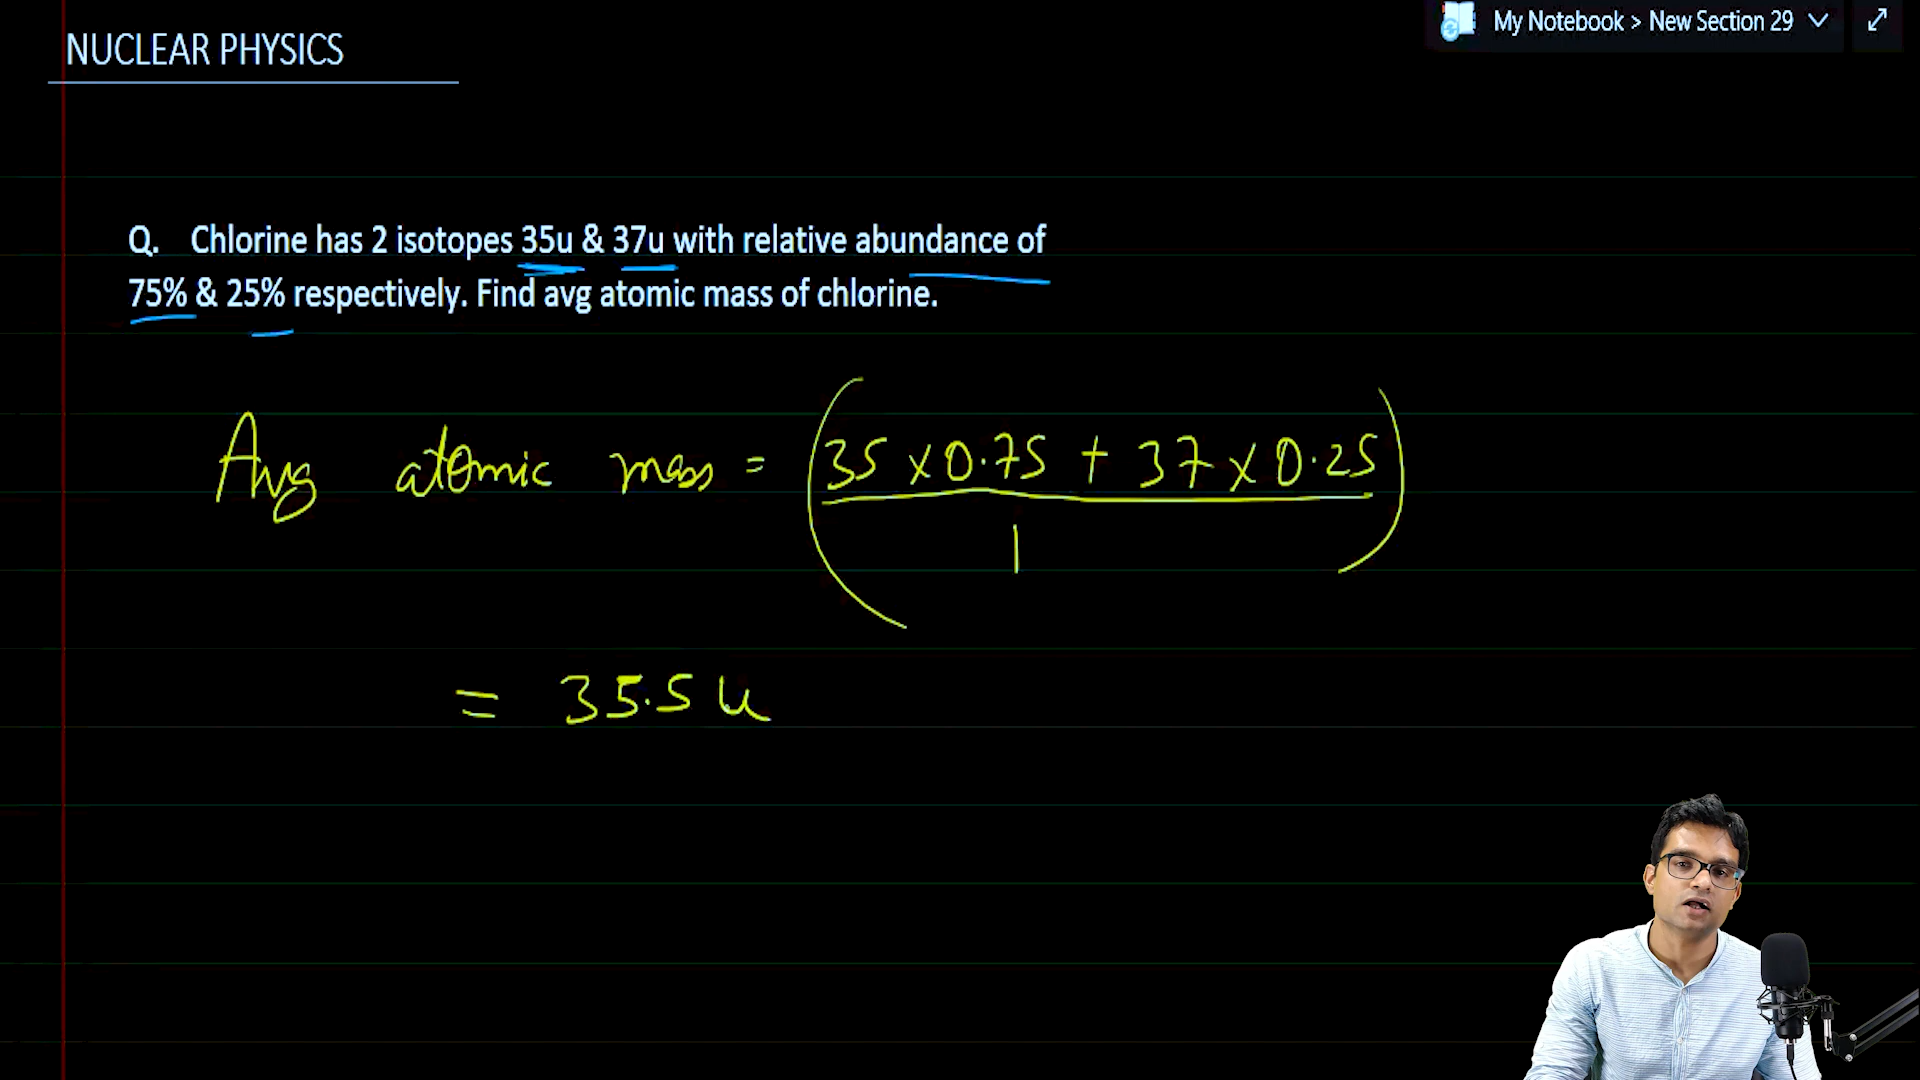 NUCLEAR PHYSICS
My Notebook > New Section 29
Q. Chlorine has 2 isotopes 35u & 37u with relative abundance of
75% & 25% respectively. Find avg atomic mass of chlorine.
Avg atomic mass = (35 × 0.75 + 37 × 0.25)
1
= 35.5 u